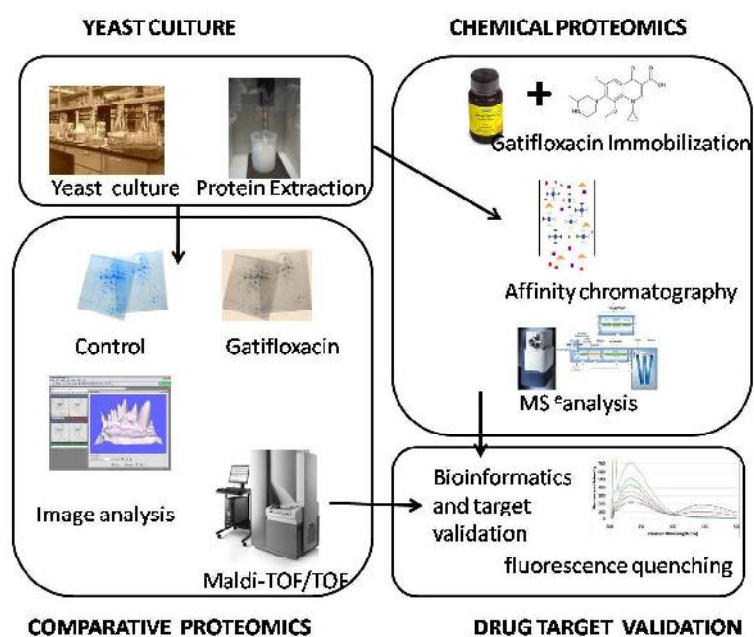 YEAST CULTURE
Yeast culture
Protein Extraction
CHEMICAL PROTEOMICS
Gatifloxacin Immobilization
Affinity chromatography
MS e analysis
Control
Gatifloxacin
Image analysis
Maldi-TOF/TOF
COMPARATIVE PROTEOMICS
Bioinformatics
and target
validation
fluorescence quenching
DRUG TARGET VALIDATION